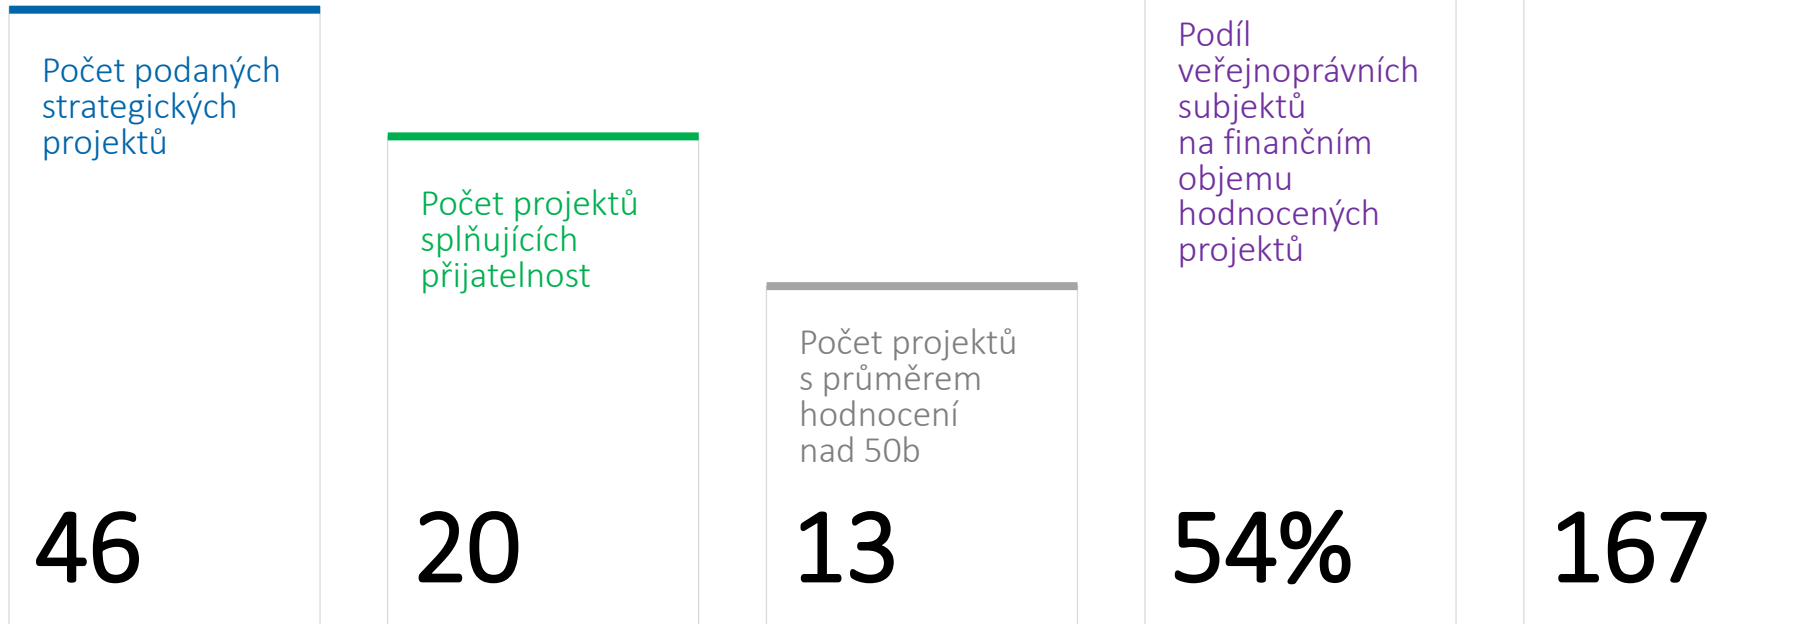 Počet podaných
strategických
projektů
46
Počet projektů
splňujících
přijatelnost
20
Počet projektů
s průměrem
hodnocení
nad 50b
13
Podíl
veřejnoprávních
subjektů
na finančním
objemu
hodnocených
projektů
54%
167